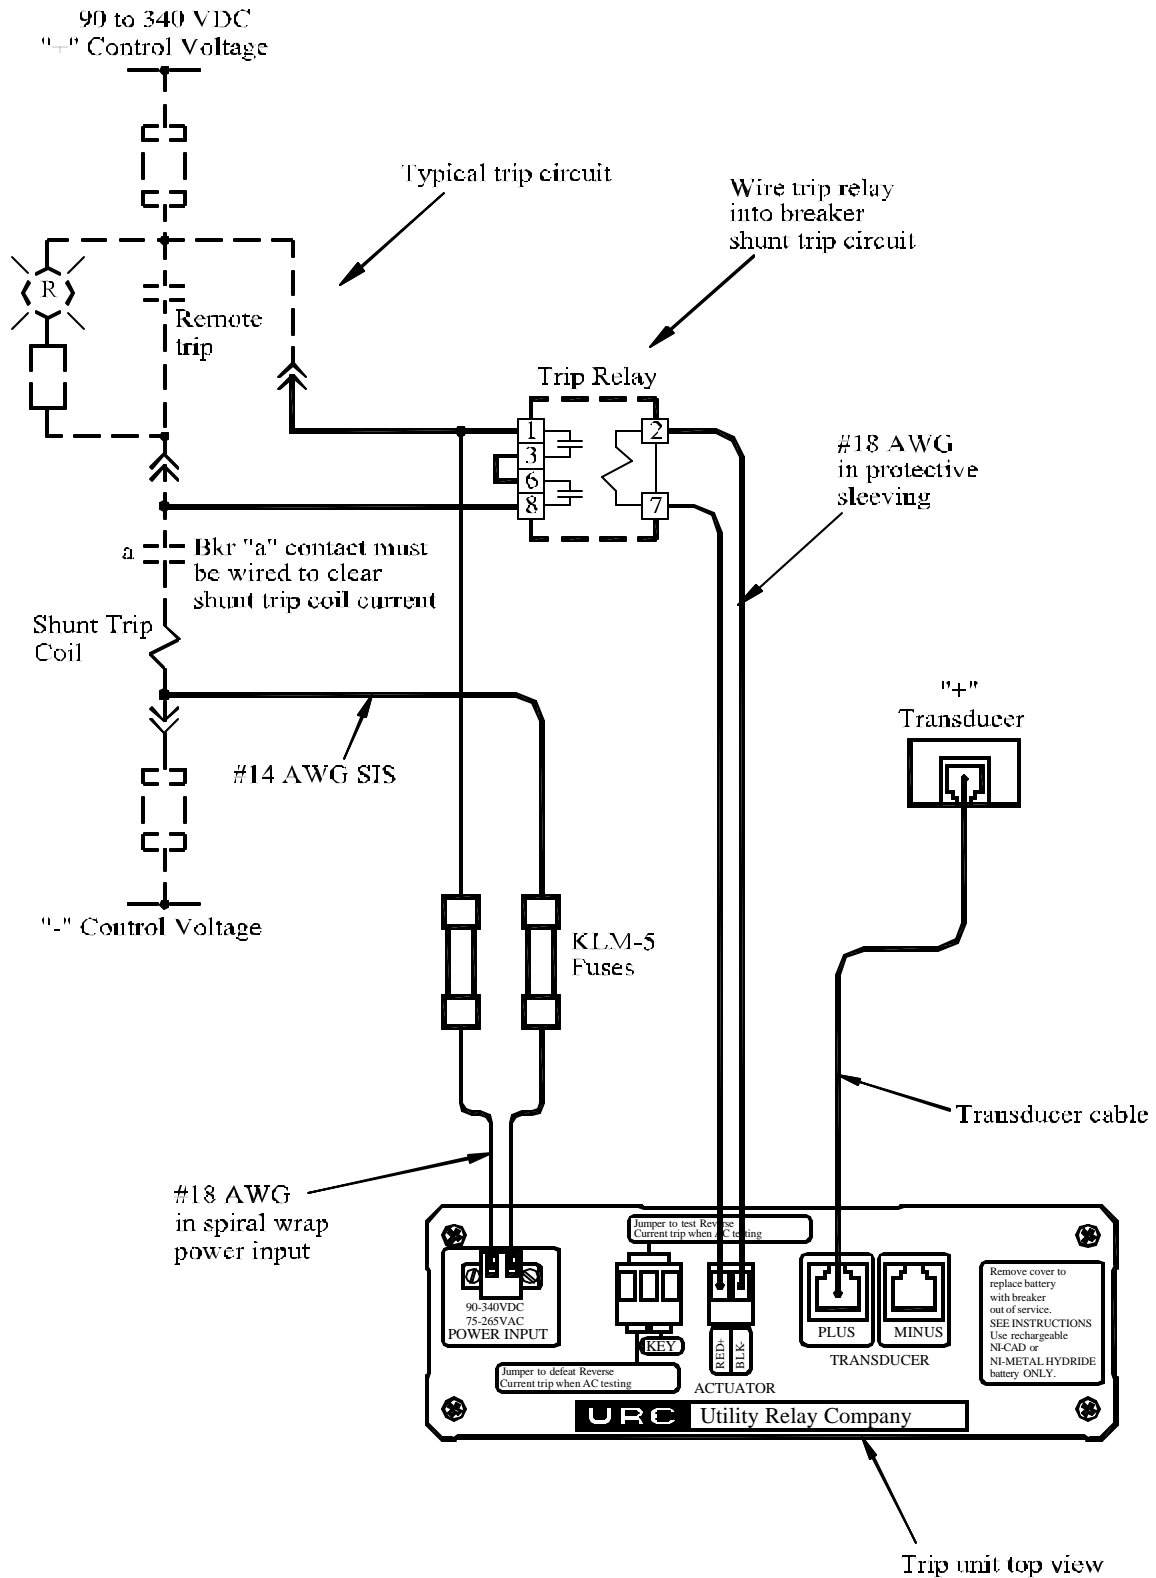 90 to 340 VDC
"+" Control Voltage
Typical trip circuit
Wire trip relay
into breaker
shunt trip circuit
R
Remote
trip
Trip Relay
1
2
3
6
8
7
#18 AWG
in protective
sleeving
a
Bkr "a" contact must
be wired to clear
shunt trip coil current
Shunt Trip
Coil
"+"
Transducer
#14 AWG SIS
"-" Control Voltage
KLM-5
Fuses
Transducer cable
#18 AWG
in spiral wrap
power input
Jumper to test Reverse
Current trip when AC testing
90-340VDC
75-265VAC
POWER INPUT
KEY
RED+
BLK-
PLUS
MINUS
TRANSDUCER
Remove cover to
replace battery
with breaker
out of service.
SEE INSTRUCTIONS
Use rechargeable
NI-CAD or
NI-METAL HYDRIDE
battery ONLY.
Jumper to defeat Reverse
Current trip when AC testing
ACTUATOR
URC Utility Relay Company
Trip unit top view